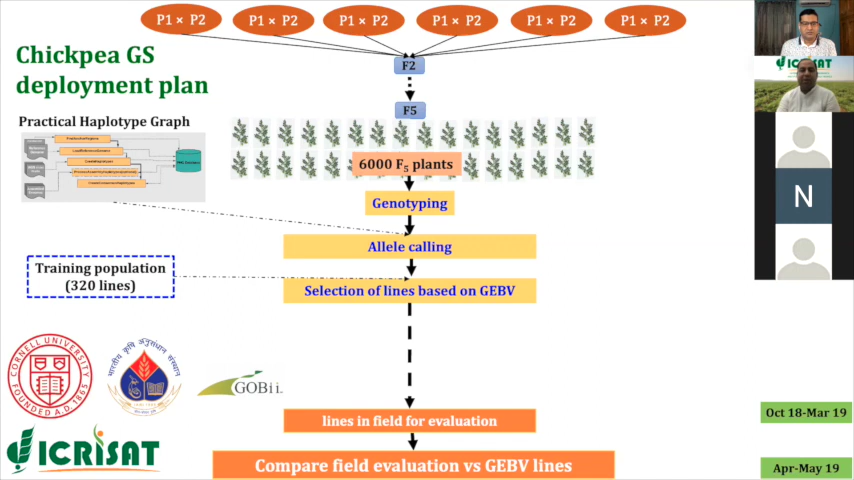 P1 × P2
P1 × P2
P1 × P2
P1 × P2
P1 × P2
P1 × P2
Chickpea GS
deployment plan
F2
F5
Practical Haplotype Graph
6000 F5 plants
Genotyping
Allele calling
Training population
(320 lines)
Selection of lines based on GEBV
CORNELL UNIVERSITY
FOUNDED A.D. 1865
भारतीय कृषि अनुसंधान संस्थान
GOBii
ICRISAT
lines in field for evaluation
Compare field evaluation vs GEBV lines
Oct 18-Mar 19
Apr-May 19
ICRISAT
N